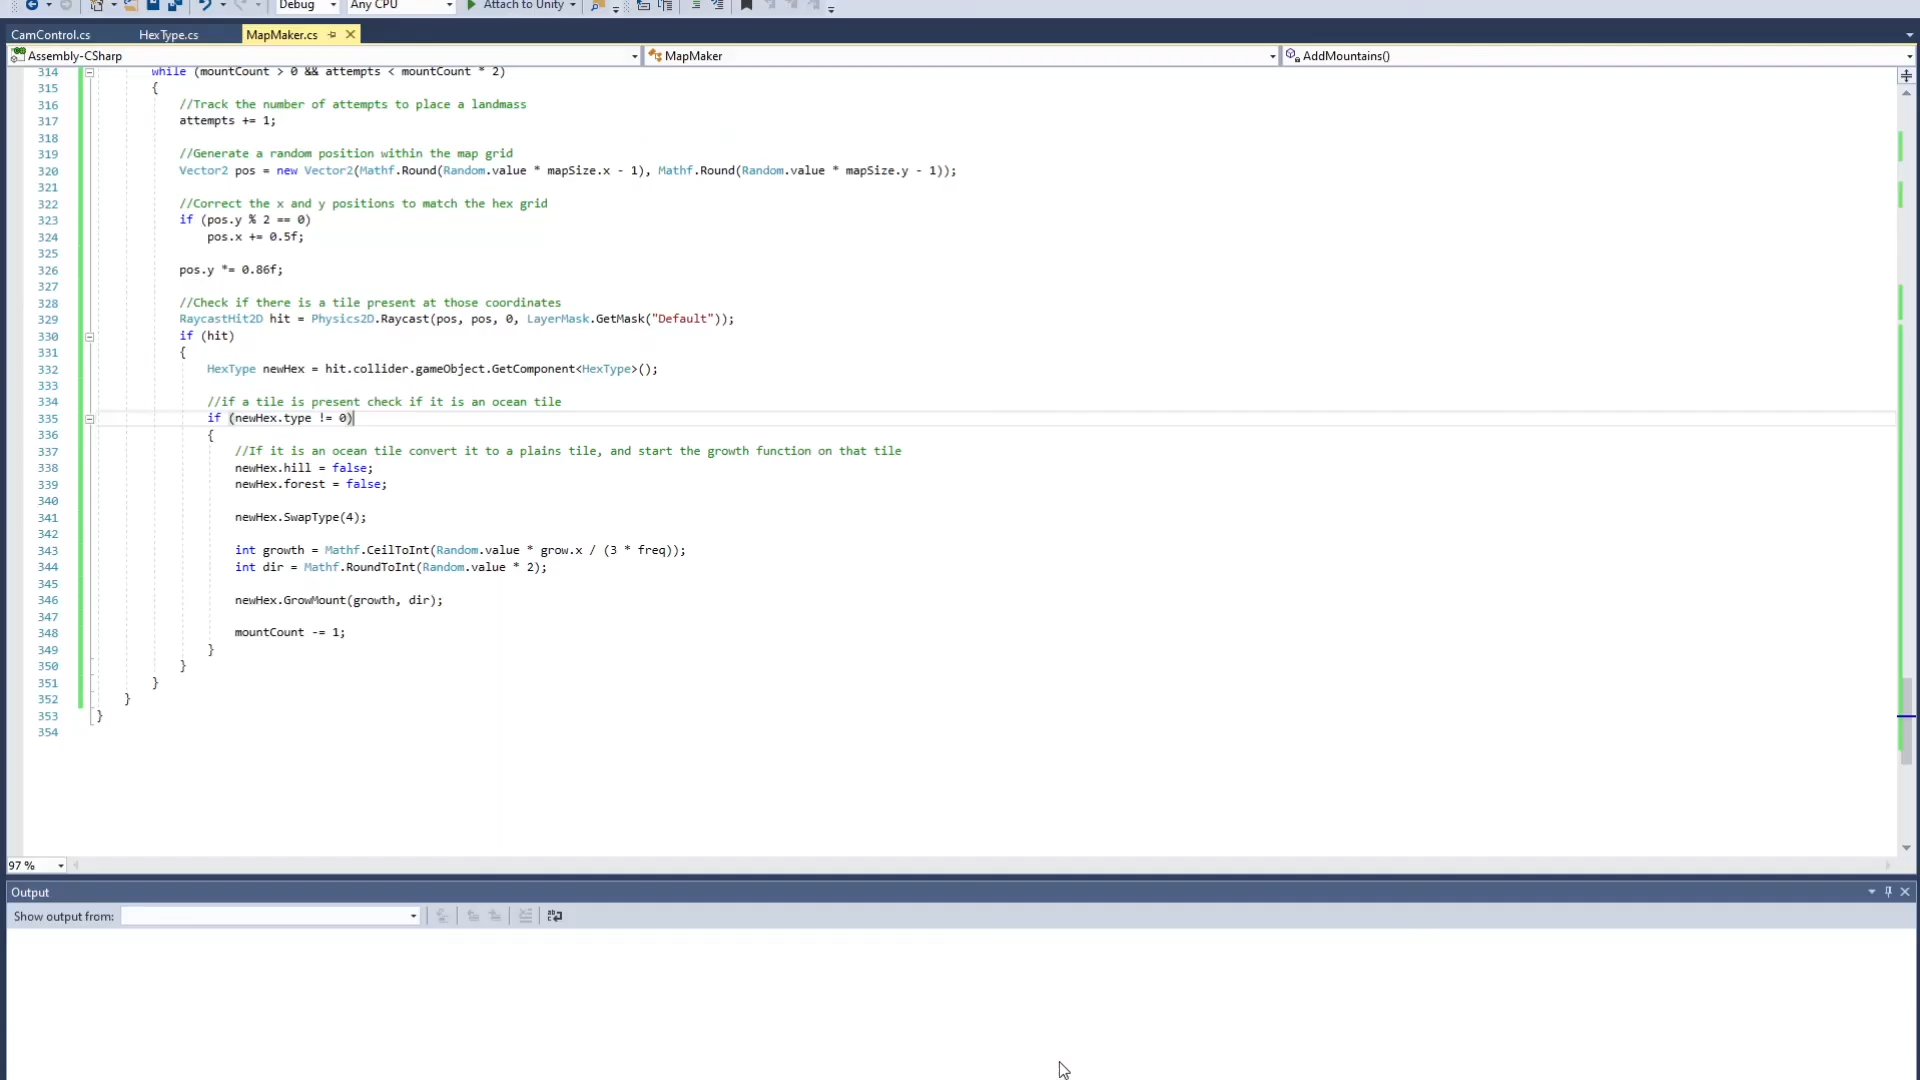 Debug Any CPU Attach to Unity
CamControl.cs HexType.cs MapMaker.cs
Assembly-CSharp MapMaker AddMountains()
314 while (mountCount > 0 && attempts < mountCount * 2)
315 {
316 //Track the number of attempts to place a landmass
317 attempts += 1;
318
319 //Generate a random position within the map grid
320 Vector2 pos = new Vector2(Mathf.Round(Random.value * mapSize.x - 1), Mathf.Round(Random.value * mapSize.y - 1));
321
322 //Correct the x and y positions to match the hex grid
323 if (pos.y % 2 == 0)
324 pos.x += 0.5f;
325
326 pos.y *= 0.86f;
327
328 //Check if there is a tile present at those coordinates
329 RaycastHit2D hit = Physics2D.Raycast(pos, pos, 0, LayerMask.GetMask("Default"));
330 if (hit)
331 {
332 HexType newHex = hit.collider.gameObject.GetComponent<HexType>();
333
334 //if a tile is present check if it is an ocean tile
335 if (newHex.type != 0)
336 {
337 //If it is an ocean tile convert it to a plains tile, and start the growth function on that tile
338 newHex.hill = false;
339 newHex.forest = false;
340
341 newHex.SwapType(4);
342
343 int growth = Mathf.CeilToInt(Random.value * grow.x / (3 * freq));
344 int dir = Mathf.RoundToInt(Random.value * 2);
345
346 newHex.GrowMount(growth, dir);
347
348 mountCount -= 1;
349 }
350 }
351 }
352 }
353 }
354
97 %
Output
Show output from: